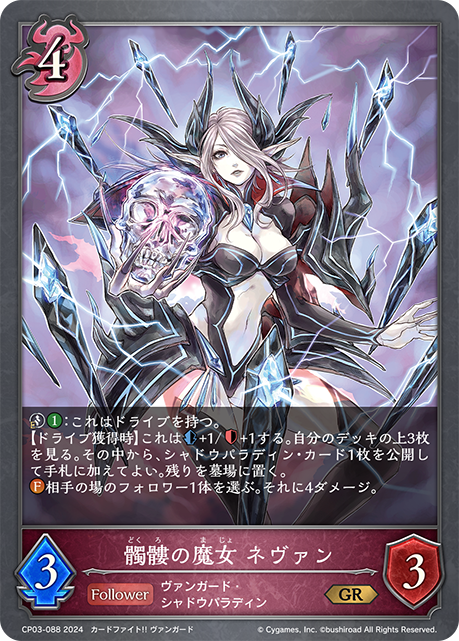 4
1:これはドライブを持つ。
【ドライブ獲得時】これは+1/+1する。自分のデッキの上3枚
を見る。その中から、シャドウパラディン・カード1枚を公開し
て手札に加えてよい。残りを墓場に置く。
F相手の場のフォロワー1体を選ぶ。それに4ダメージ。
どくろ まじょ
髑髏の魔女 ネヴァン
3
Follower
ヴァンガード・
シャドウパラディン
GR
3
CP03-088 2024 カードファイト!! ヴァンガード
© Cygames, Inc. ©bushiroad All Rights Reserved.